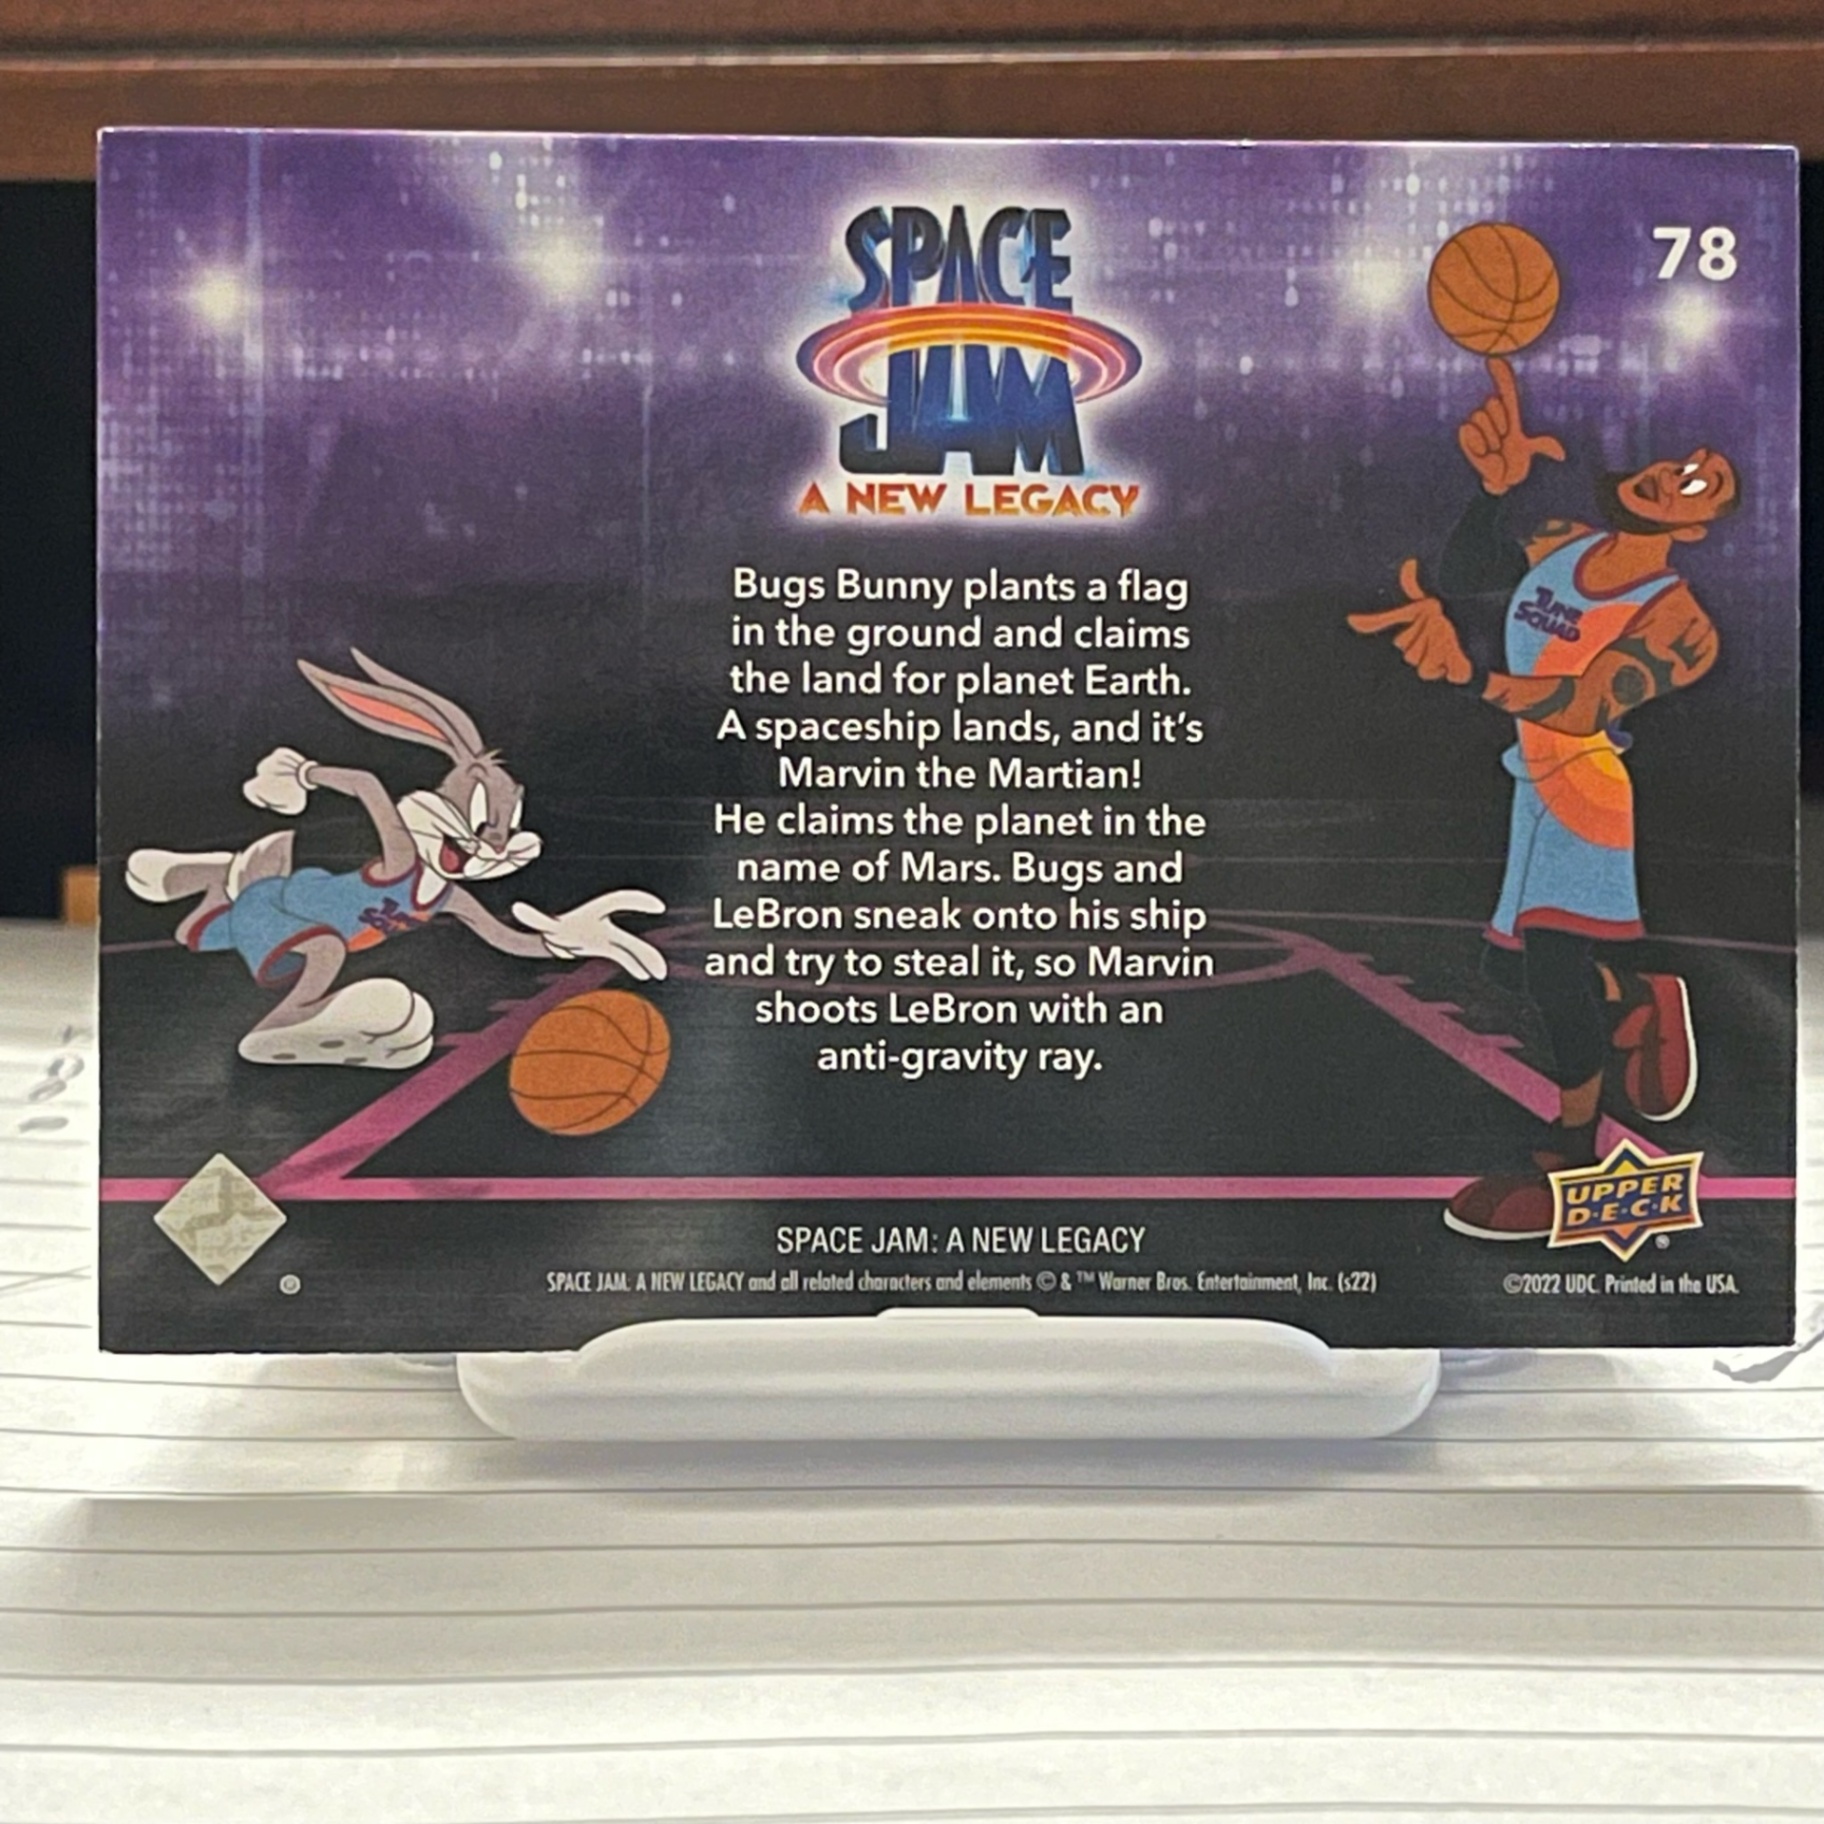 SPACE
JAM
A NEW LEGACY
78
TUNE
SQUAD
Bugs Bunny plants a flag
in the ground and claims
the land for planet Earth.
A spaceship lands, and it's
Marvin the Martian!
He claims the planet in the
name of Mars. Bugs and
LeBron sneak onto his ship
and try to steal it, so Marvin
shoots LeBron with an
anti-gravity ray.
UPPER
D·E·C·K
®
®
SPACE JAM: A NEW LEGACY
SPACE JAM: A NEW LEGACY and all related characters and elements © & ™ Warner Bros. Entertainment, Inc. (s22)
©2022 UDC. Printed in the USA.